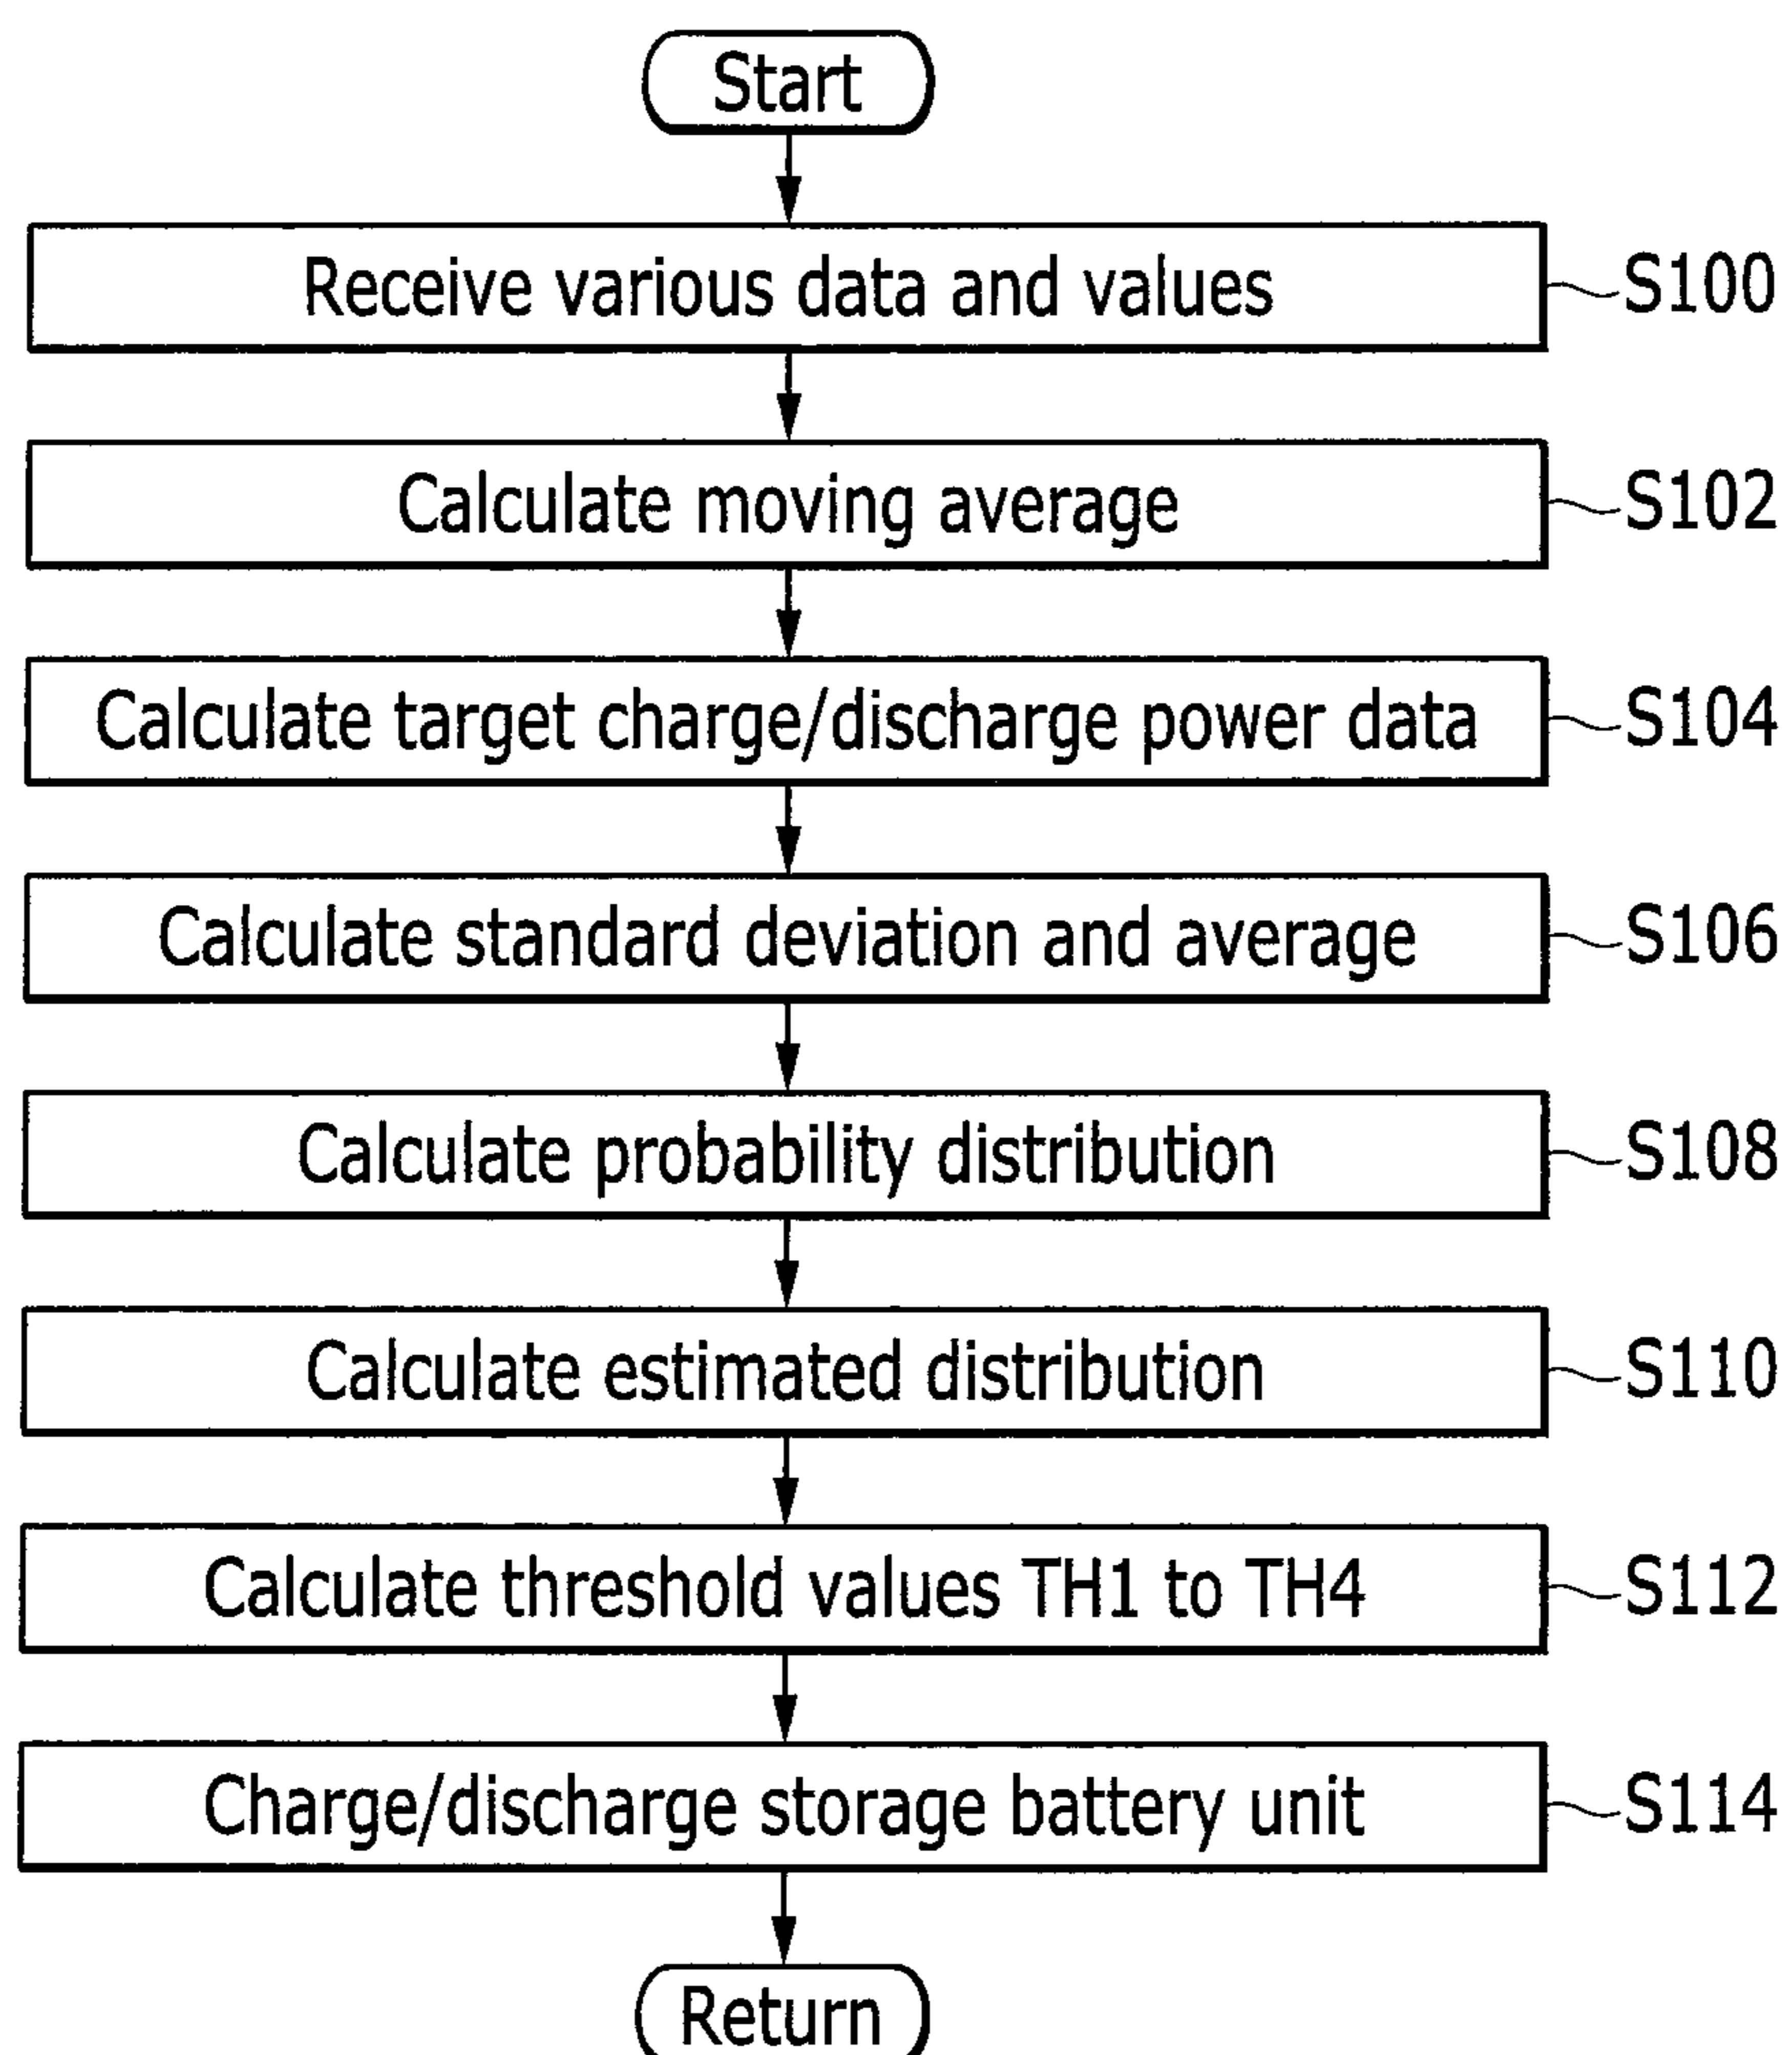 Start
Receive various data and values S100
Calculate moving average S102
Calculate target charge/discharge power data S104
Calculate standard deviation and average S106
Calculate probability distribution S108
Calculate estimated distribution S110
Calculate threshold values TH1 to TH4 S112
Charge/discharge storage battery unit S114
Return